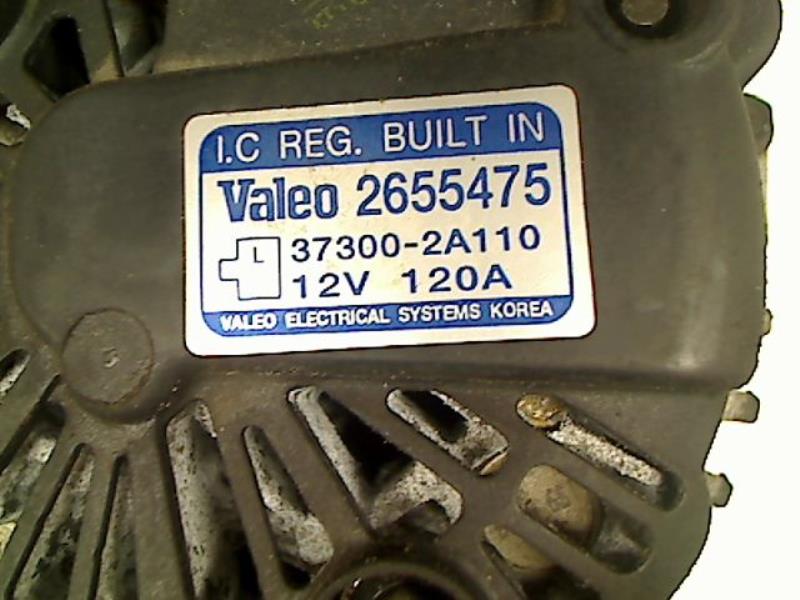 I.C REG. BUILT IN
Valeo 2655475
L 37300-2A110
12V 120A
VALEO ELECTRICAL SYSTEMS KOREA